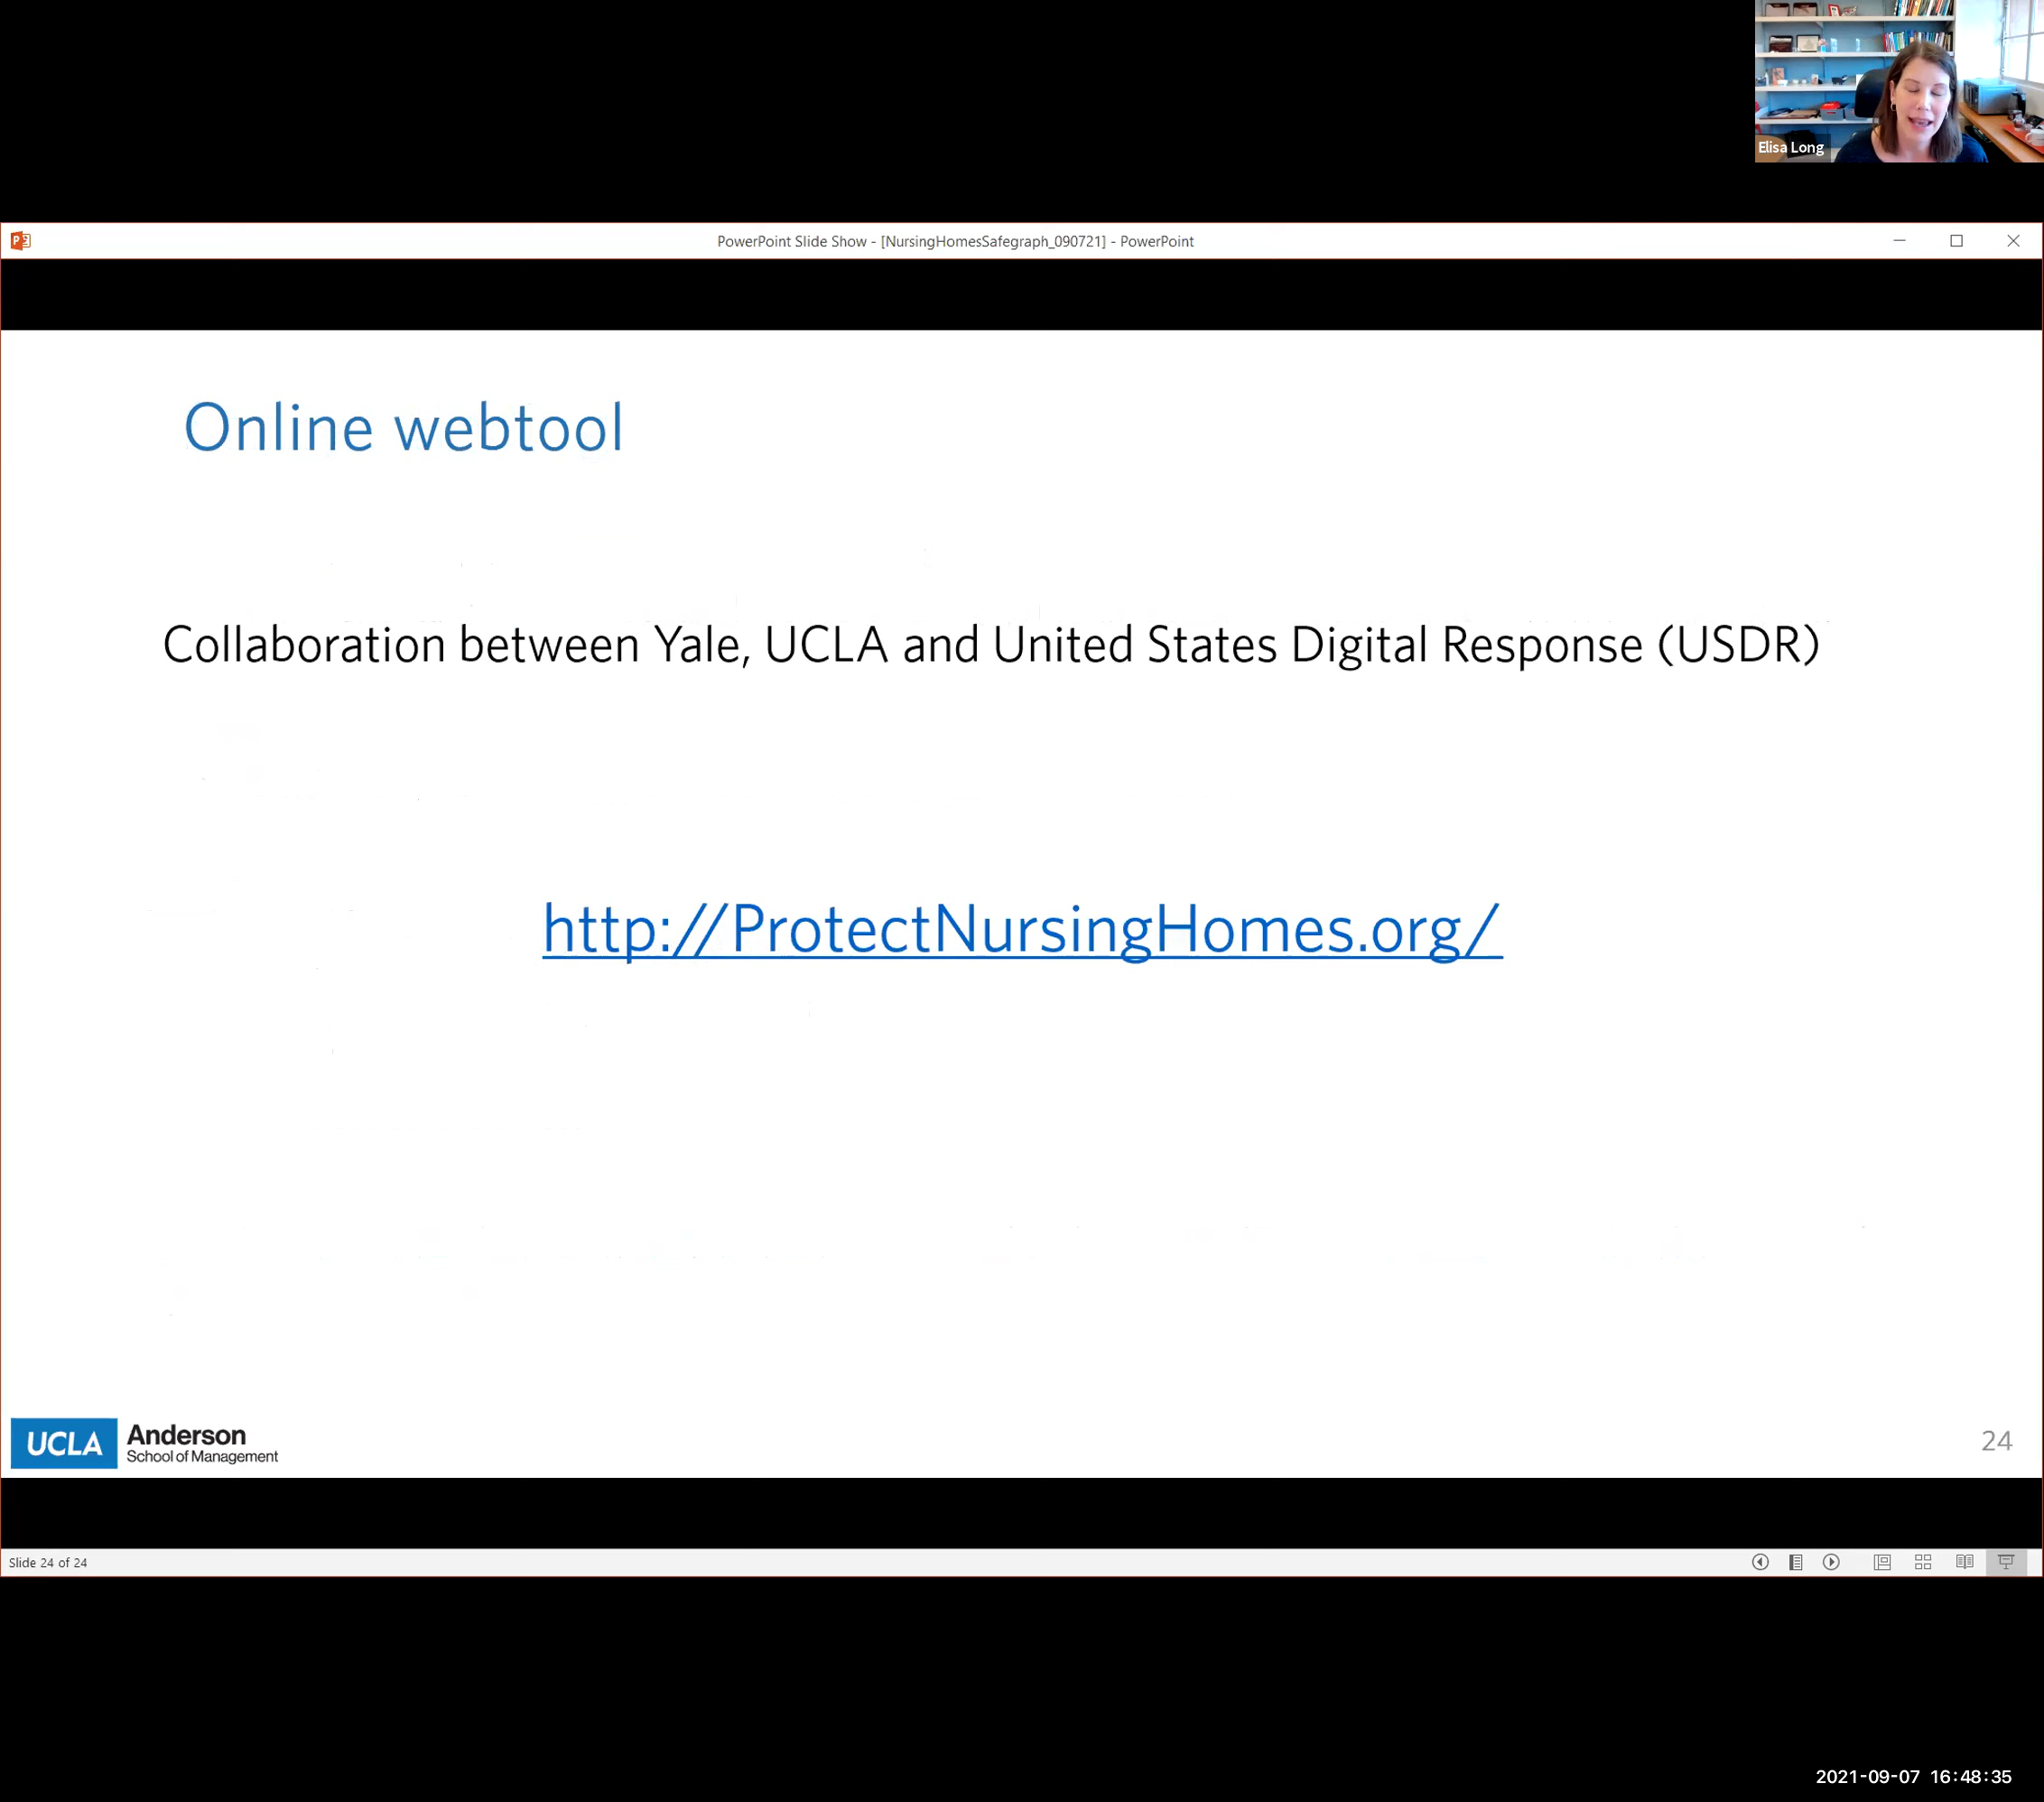 Elisa Long
PowerPoint Slide Show - [NursingHomesSafegraph_090721] - PowerPoint
Online webtool
Collaboration between Yale, UCLA and United States Digital Response (USDR)
http://ProtectNursingHomes.org/
UCLA Anderson
School of Management
24
Slide 24 of 24
2021-09-07 16:48:35